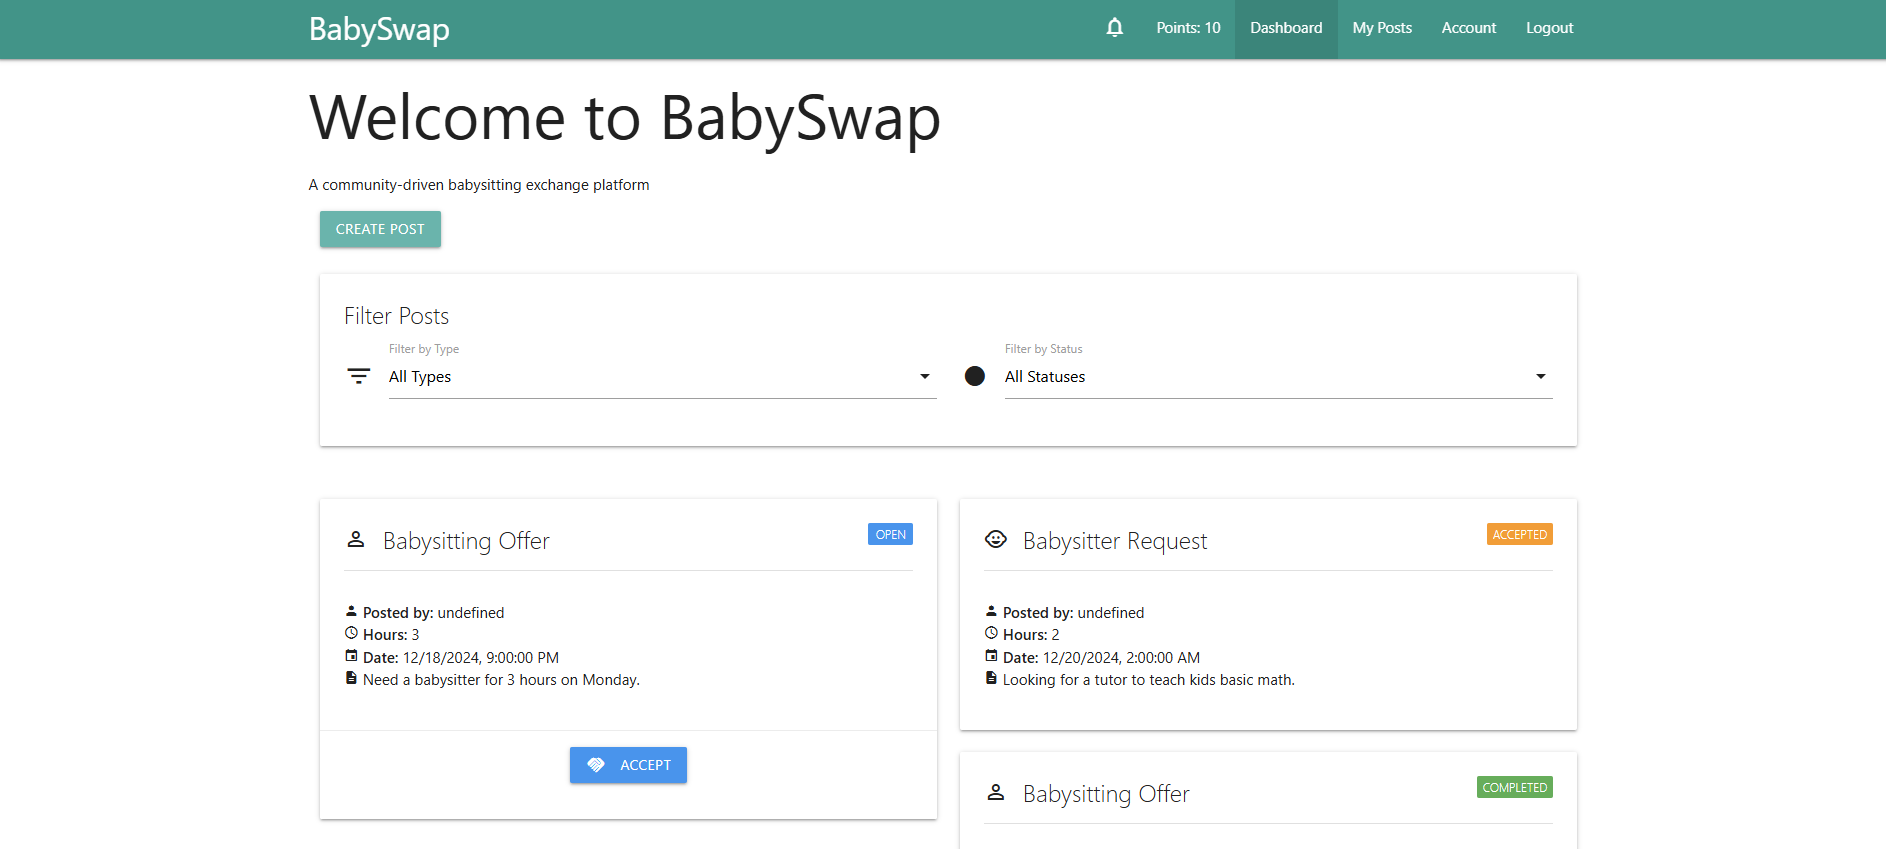 BabySwap
Points: 10
Dashboard
My Posts
Account
Logout
Welcome to BabySwap
A community-driven babysitting exchange platform
CREATE POST
Filter Posts
Filter by Type
All Types
Filter by Status
All Statuses
Babysitting Offer
OPEN
Posted by: undefined
Hours: 3
Date: 12/18/2024, 9:00:00 PM
Need a babysitter for 3 hours on Monday.
ACCEPT
Babysitter Request
ACCEPTED
Posted by: undefined
Hours: 2
Date: 12/20/2024, 2:00:00 AM
Looking for a tutor to teach kids basic math.
Babysitting Offer
COMPLETED